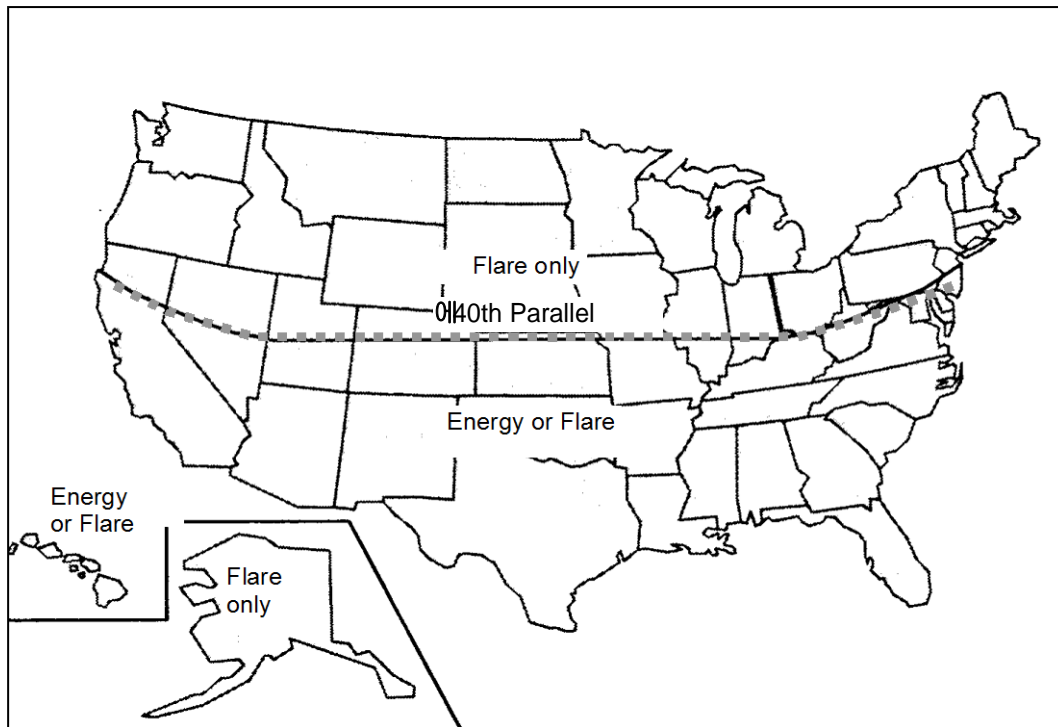 Flare only
40th Parallel
Energy or Flare
Energy
or Flare
Flare
only